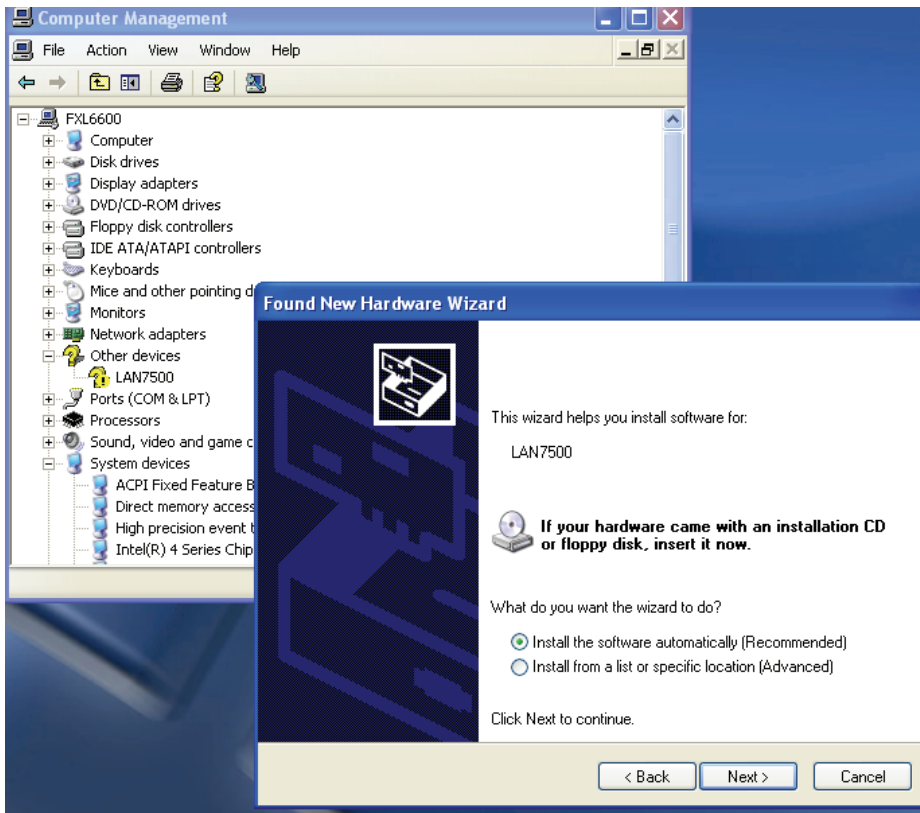 Computer Management
File Action View Window Help
FXL6600
Computer
Disk drives
Display adapters
DVD/CD-ROM drives
Floppy disk controllers
IDE ATA/ATAPI controllers
Keyboards
Mice and other pointing d
Monitors
Network adapters
Other devices
LAN7500
Ports (COM & LPT)
Processors
Sound, video and game c
System devices
ACPI Fixed Feature B
Direct memory access
High precision event t
Intel(R) 4 Series Chip
Found New Hardware Wizard
This wizard helps you install software for:
LAN7500
If your hardware came with an installation CD
or floppy disk, insert it now.
What do you want the wizard to do?
Install the software automatically (Recommended)
Install from a list or specific location (Advanced)
Click Next to continue.
< Back Next > Cancel